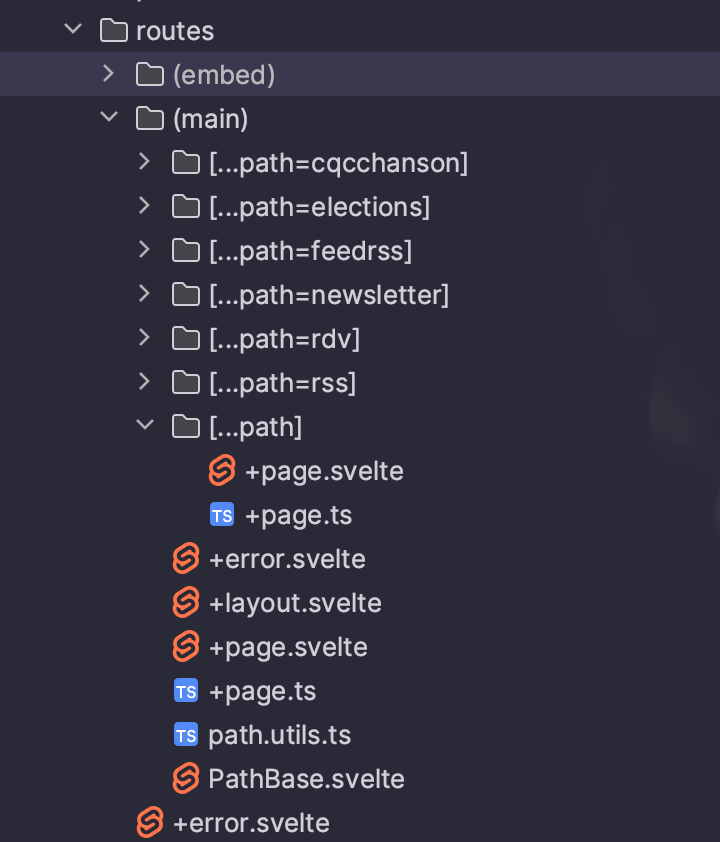 routes
(embed)
(main)
[...path=cqcchanson]
[...path=elections]
[...path=feedrss]
[...path=newsletter]
[...path=rdv]
[...path=rss]
[...path]
+page.svelte
TS +page.ts
+error.svelte
+layout.svelte
+page.svelte
TS +page.ts
TS path.utils.ts
PathBase.svelte
+error.svelte